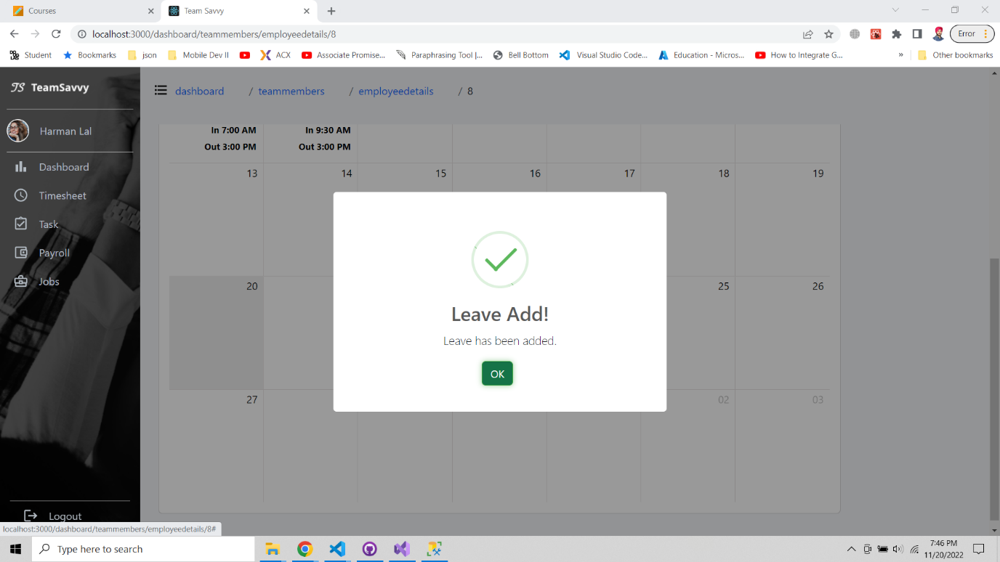 Courses
Team Savvy
localhost:3000/dashboard/teammembers/employeedetails/8
Error
Student
Bookmarks
json
Mobile Dev II
ACX
Associate Promise...
Paraphrasing Tool |...
Bell Bottom
Visual Studio Code...
Education - Micros...
How to Integrate G...
»
Other bookmarks
TS TeamSavvy
dashboard / teammembers / employeedetails / 8
Harman Lal
Dashboard
Timesheet
Task
Payroll
Jobs
Logout
In 7:00 AM In 9:30 AM
Out 3:00 PM Out 3:00 PM
13 14 15 16 17 18 19
20 25 26
27 02 03
Leave Add!
Leave has been added.
OK
localhost:3000/dashboard/teammembers/employeedetails/8#
Type here to search
7:46 PM
11/20/2022